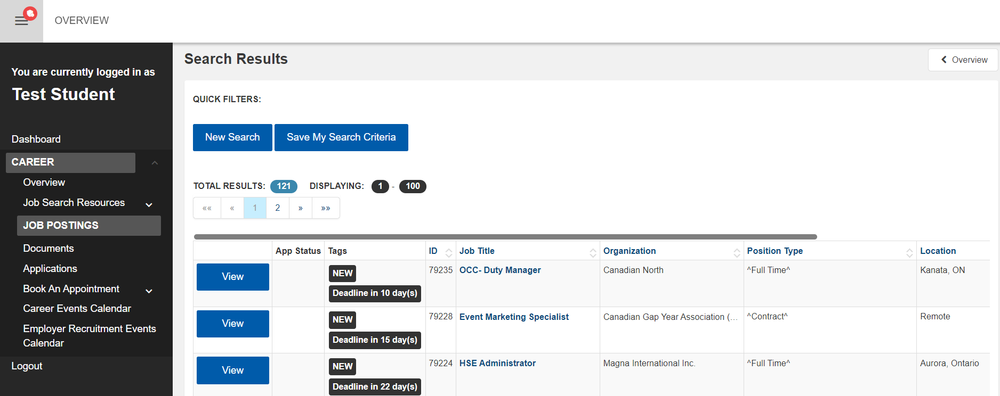 OVERVIEW
You are currently logged in as
Test Student
Dashboard
CAREER
Overview
Job Search Resources
JOB POSTINGS
Documents
Applications
Book An Appointment
Career Events Calendar
Employer Recruitment Events
Calendar
Logout
Search Results
Overview
QUICK FILTERS:
New Search Save My Search Criteria
TOTAL RESULTS: 121 DISPLAYING: 1 - 100
«« « 1 2 » »»
App Status Tags ID Job Title Organization Position Type Location
View NEW 79235 OCC- Duty Manager Canadian North ^Full Time^ Kanata, ON
Deadline in 10 day(s)
View NEW 79228 Event Marketing Specialist Canadian Gap Year Association (... ^Contract^ Remote
Deadline in 15 day(s)
View NEW 79224 HSE Administrator Magna International Inc. ^Full Time^ Aurora, Ontario
Deadline in 22 day(s)